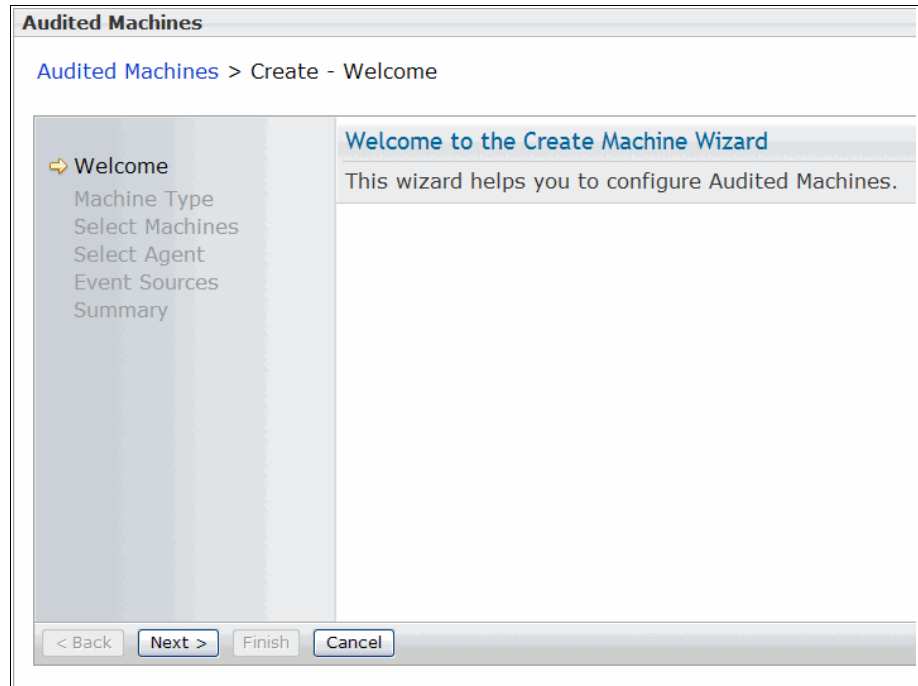 Audited Machines
Audited Machines > Create - Welcome
Welcome
Machine Type
Select Machines
Select Agent
Event Sources
Summary
Welcome to the Create Machine Wizard
This wizard helps you to configure Audited Machines.
< Back Next > Finish Cancel